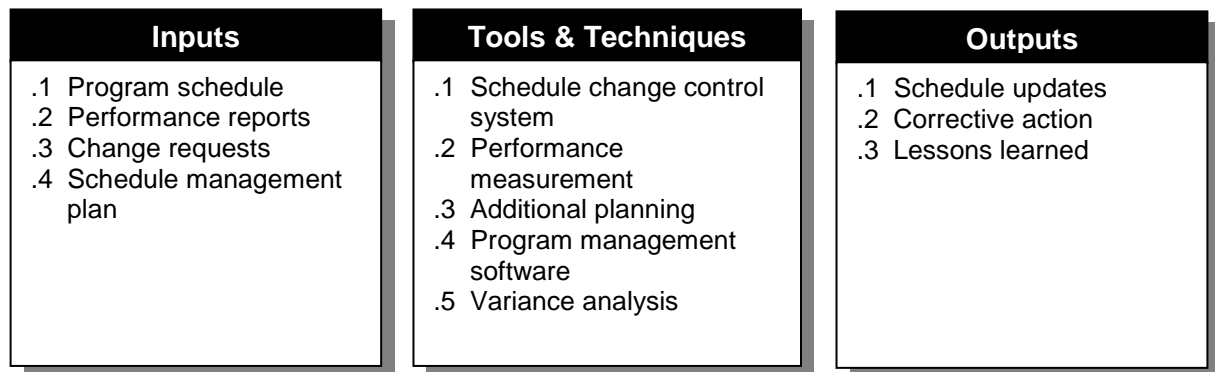 Inputs
.1 Program schedule
.2 Performance reports
.3 Change requests
.4 Schedule management
plan
Tools & Techniques
.1 Schedule change control
system
.2 Performance
measurement
.3 Additional planning
.4 Program management
software
.5 Variance analysis
Outputs
.1 Schedule updates
.2 Corrective action
.3 Lessons learned